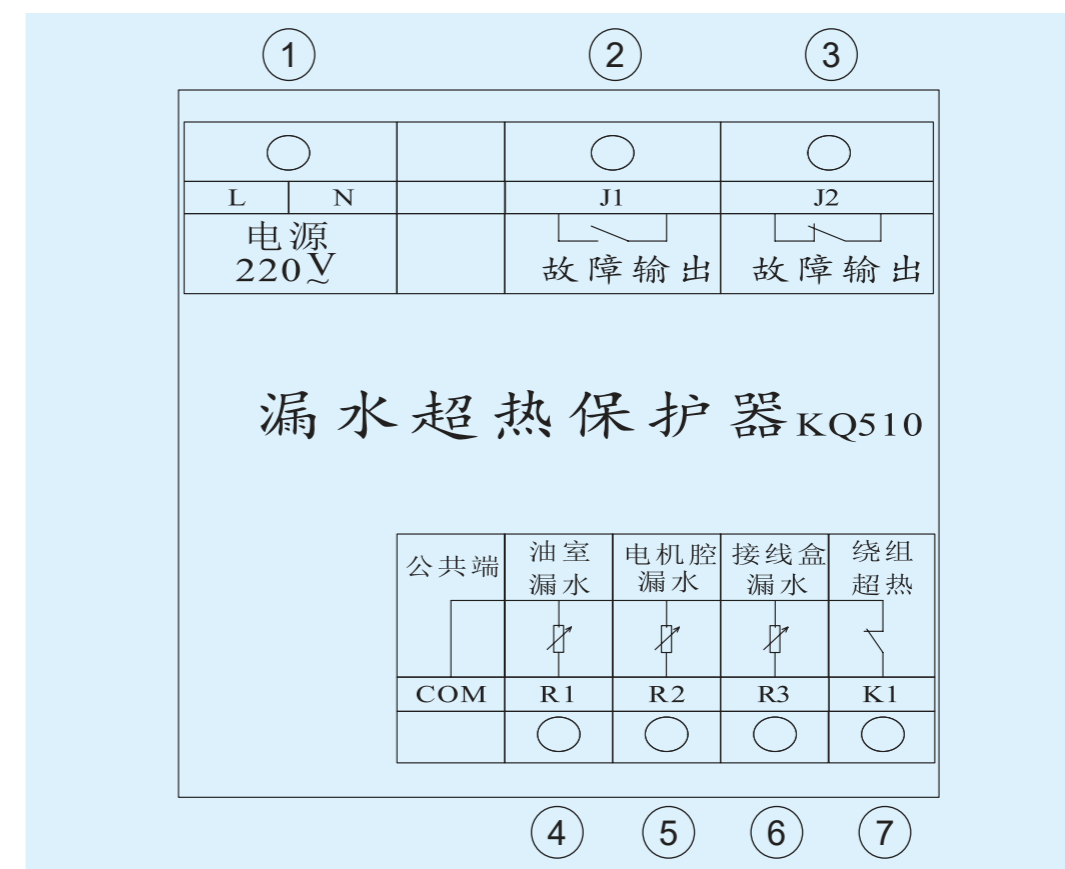 ① ② ③
L N J1 J2
电源 220V~ 故障输出 故障输出
漏水超热保护器KQ510
公共端 油室漏水 电机腔漏水 接线盒漏水 绕组超热
COM R1 R2 R3 K1
④ ⑤ ⑥ ⑦